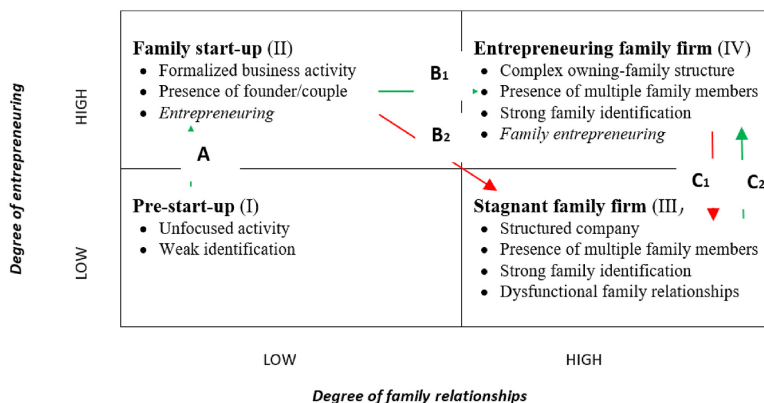 Family start-up (II)
• Formalized business activity
• Presence of founder/couple
• Entrepreneuring
Entrepreneuring family firm (IV)
• Complex owning-family structure
• Presence of multiple family members
• Strong family identification
• Family entrepreneuring
B1
B2
A
C1
C2
Pre-start-up (I)
• Unfocused activity
• Weak identification
Stagnant family firm (III)
• Structured company
• Presence of multiple family members
• Strong family identification
• Dysfunctional family relationships
Degree of entrepreneuring
HIGH
LOW
LOW
HIGH
Degree of family relationships